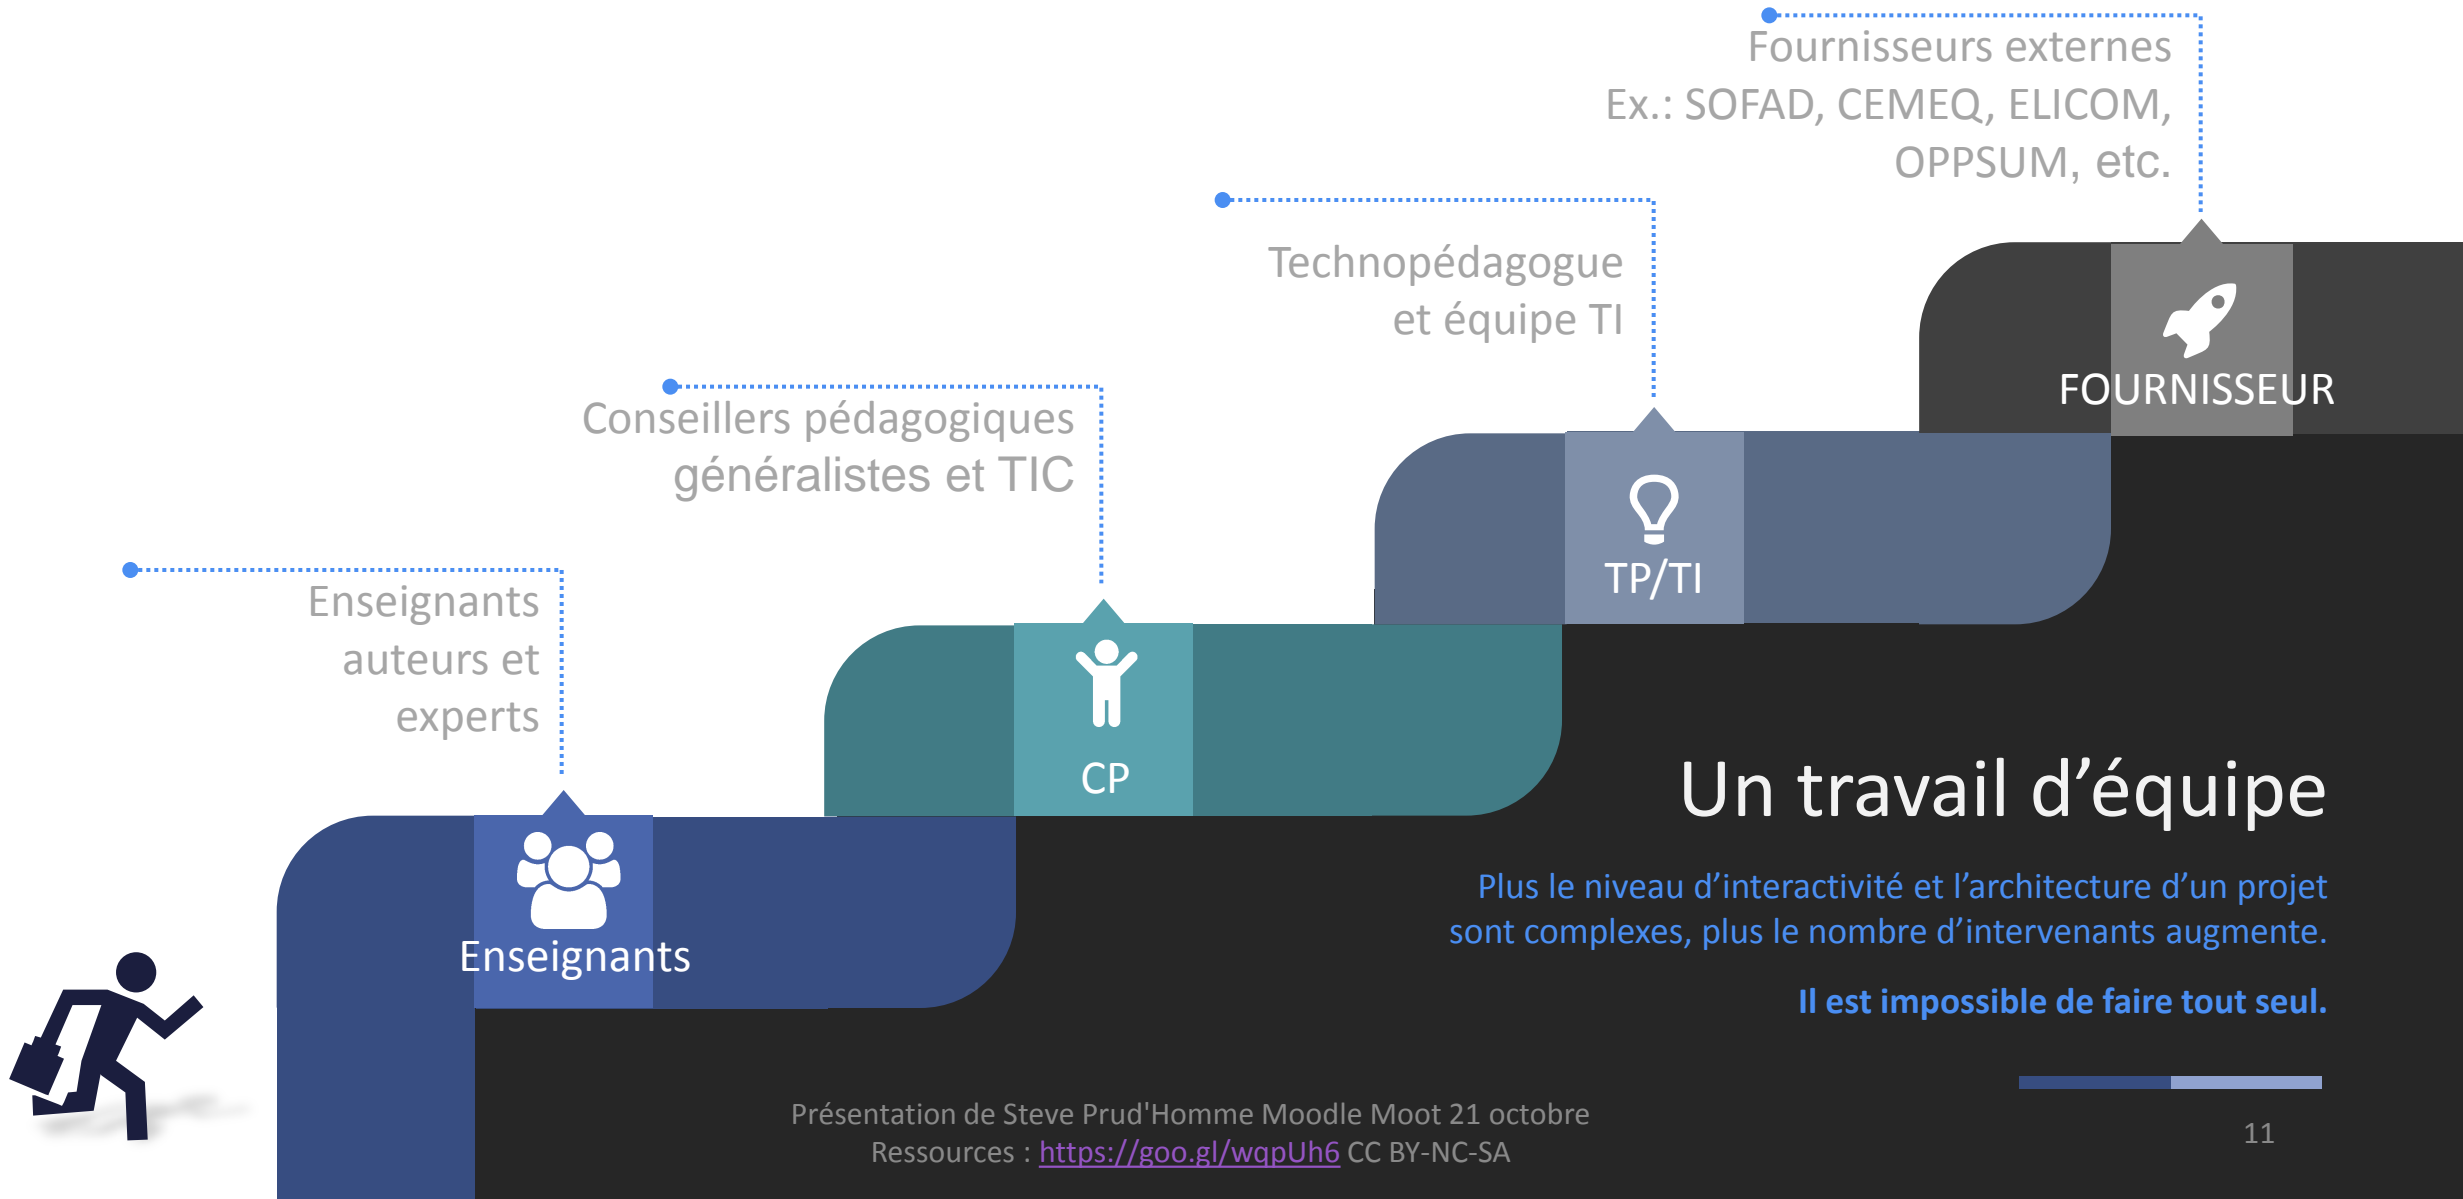 Fournisseurs externes
Ex.: SOFAD, CEMEQ, ELICOM,
OPPSUM, etc.
Technopédagogue
et équipe TI
FOURNISSEUR
Conseillers pédagogiques
généralistes et TIC
TP/TI
Enseignants
auteurs et
experts
CP
Enseignants
Un travail d’équipe
Plus le niveau d’interactivité et l’architecture d’un projet
sont complexes, plus le nombre d’intervenants augmente.
Il est impossible de faire tout seul.
Présentation de Steve Prud'Homme Moodle Moot 21 octobre
Ressources : https://goo.gl/wqpUh6 CC BY-NC-SA
11